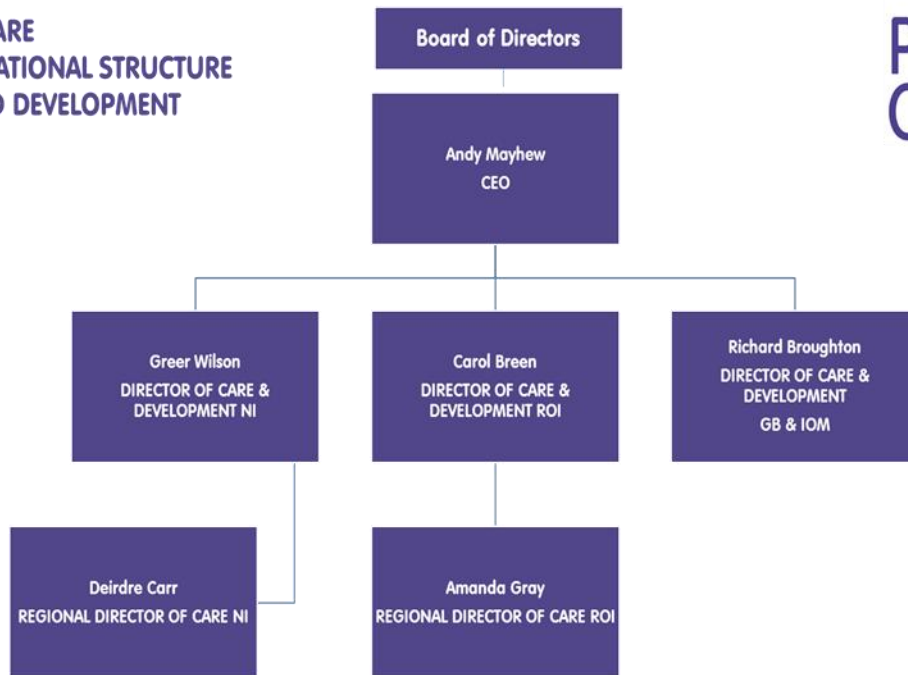 ARE
ATIONAL STRUCTURE
DEVELOPMENT
Board of Directors
P
Andy Mayhew
CEO
Greer Wilson
DIRECTOR OF CARE &
DEVELOPMENT NI
Carol Breen
DIRECTOR OF CARE &
DEVELOPMENT ROI
Richard Broughton
DIRECTOR OF CARE &
DEVELOPMENT
GB & IOM
Deirdre Carr
REGIONAL DIRECTOR OF CARE NI
Amanda Gray
REGIONAL DIRECTOR OF CARE ROI